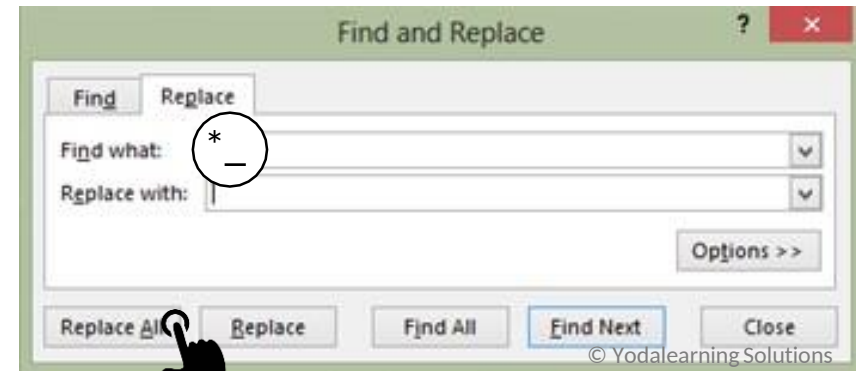 Find and Replace ? ×
Find Replace
Find what: *_
Replace with:
Options >>
Replace All Replace Find All Find Next Close
© Yodalearning Solutions